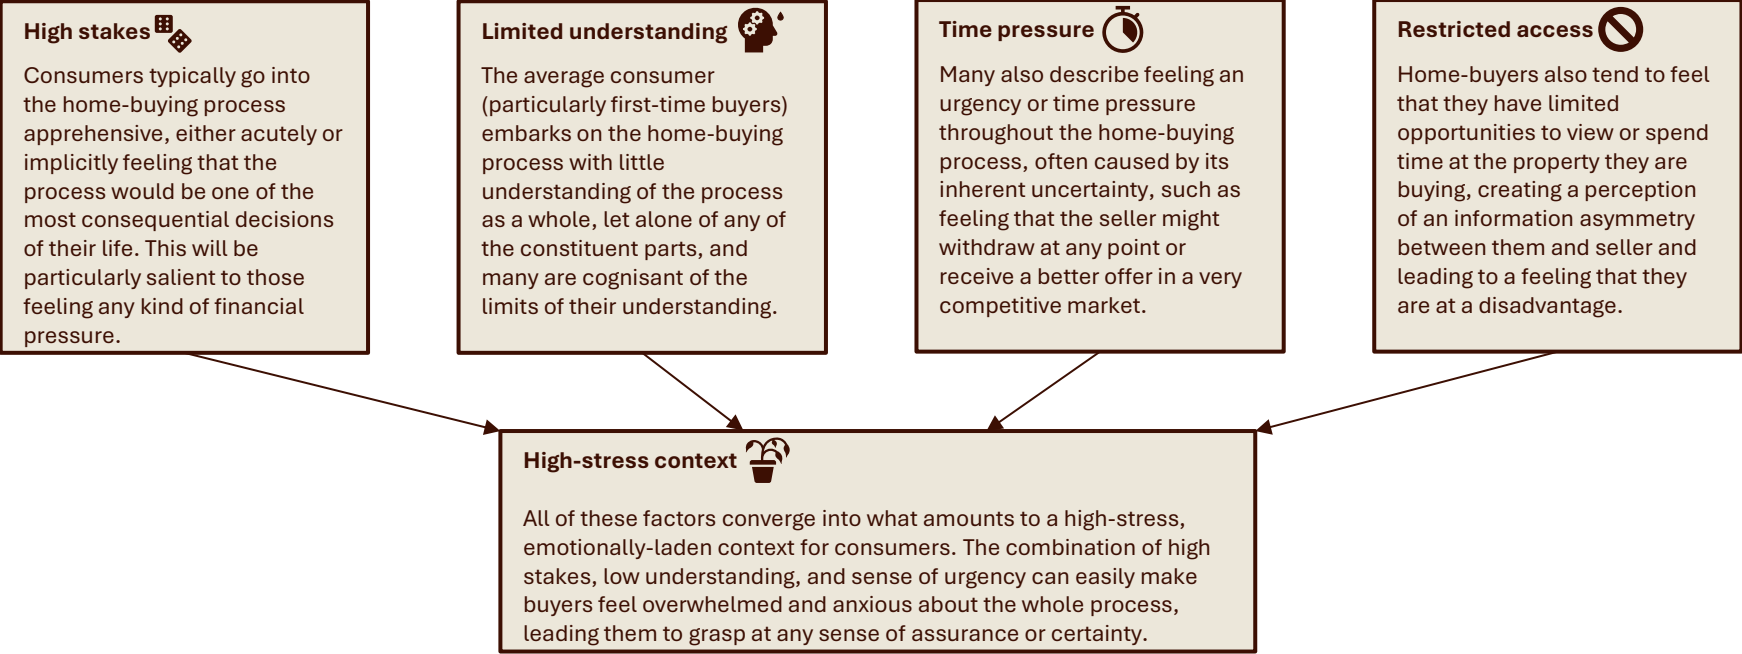 High stakes
Consumers typically go into
the home-buying process
apprehensive, either acutely or
implicitly feeling that the
process would be one of the
most consequential decisions
of their life. This will be
particularly salient to those
feeling any kind of financial
pressure.
Limited understanding
The average consumer
(particularly first-time buyers)
embarks on the home-buying
process with little
understanding of the process
as a whole, let alone of any of
the constituent parts, and
many are cognisant of the
limits of their understanding.
Time pressure
Many also describe feeling an
urgency or time pressure
throughout the home-buying
process, often caused by its
inherent uncertainty, such as
feeling that the seller might
withdraw at any point or
receive a better offer in a very
competitive market.
Restricted access
Home-buyers also tend to feel
that they have limited
opportunities to view or spend
time at the property they are
buying, creating a perception
of an information asymmetry
between them and seller and
leading to a feeling that they
are at a disadvantage.
High-stress context
All of these factors converge into what amounts to a high-stress,
emotionally-laden context for consumers. The combination of high
stakes, low understanding, and sense of urgency can easily make
buyers feel overwhelmed and anxious about the whole process,
leading them to grasp at any sense of assurance or certainty.